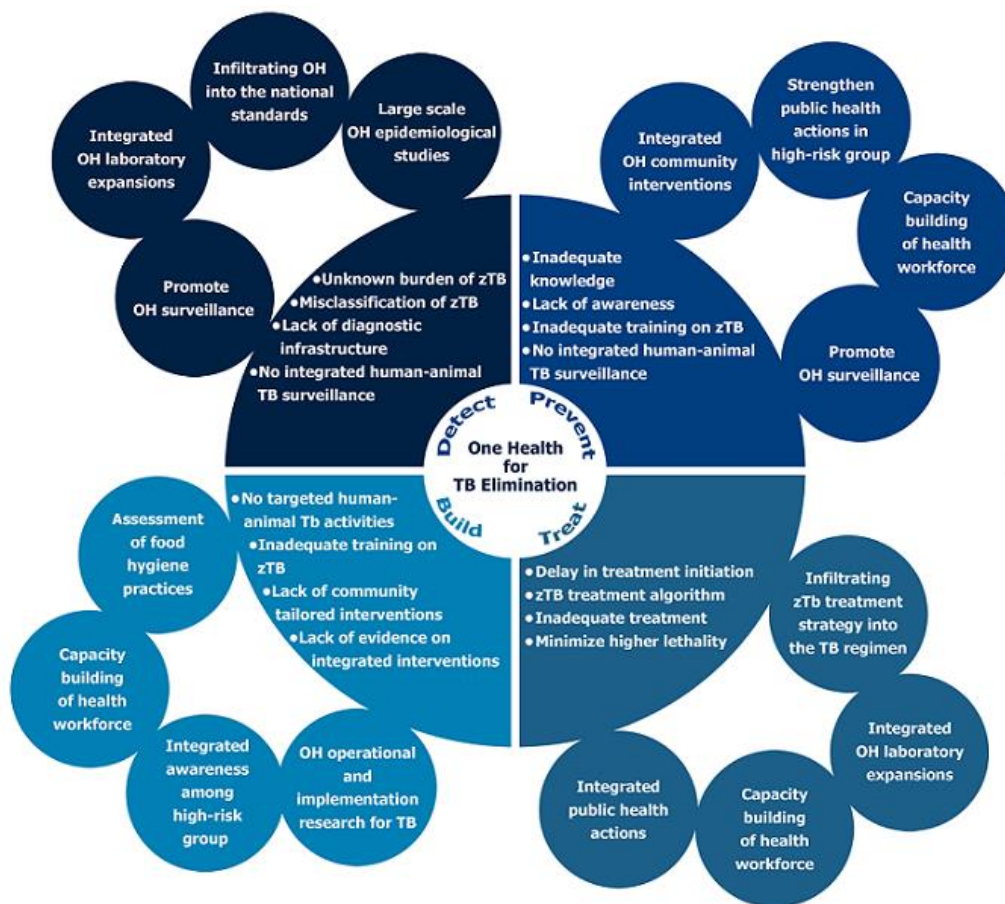 Infiltrating OH
into the national
standards
Large scale
OH epidemiological
studies
Integrated
OH laboratory
expansions
Promote
OH surveillance
•Unknown burden of zTB
•Misclassification of zTB
•Lack of diagnostic
infrastructure
•No integrated human-animal
TB surveillance
Strengthen
public health
actions in
high-risk group
Integrated
OH community
interventions
Capacity
building
of health
workforce
Promote
OH surveillance
•Inadequate
knowledge
•Lack of awareness
•Inadequate training on zTB
•No integrated human-animal
TB surveillance
Detect
Prevent
One Health
for
TB Elimination
Build
Treat
•No targeted human-
animal Tb activities
•Inadequate training on
zTB
•Lack of community
tailored interventions
•Lack of evidence on
integrated interventions
Assessment
of food
hygiene
practices
Capacity
building
of health
workforce
Integrated
awareness
among
high-risk
group
OH operational
and
implementation
research for TB
•Delay in treatment initiation
•zTB treatment algorithm
•Inadequate treatment
•Minimize higher lethality
Infiltrating
zTb treatment
strategy into
the TB regimen
Integrated
OH laboratory
expansions
Capacity
building
of health
workforce
Integrated
public health
actions